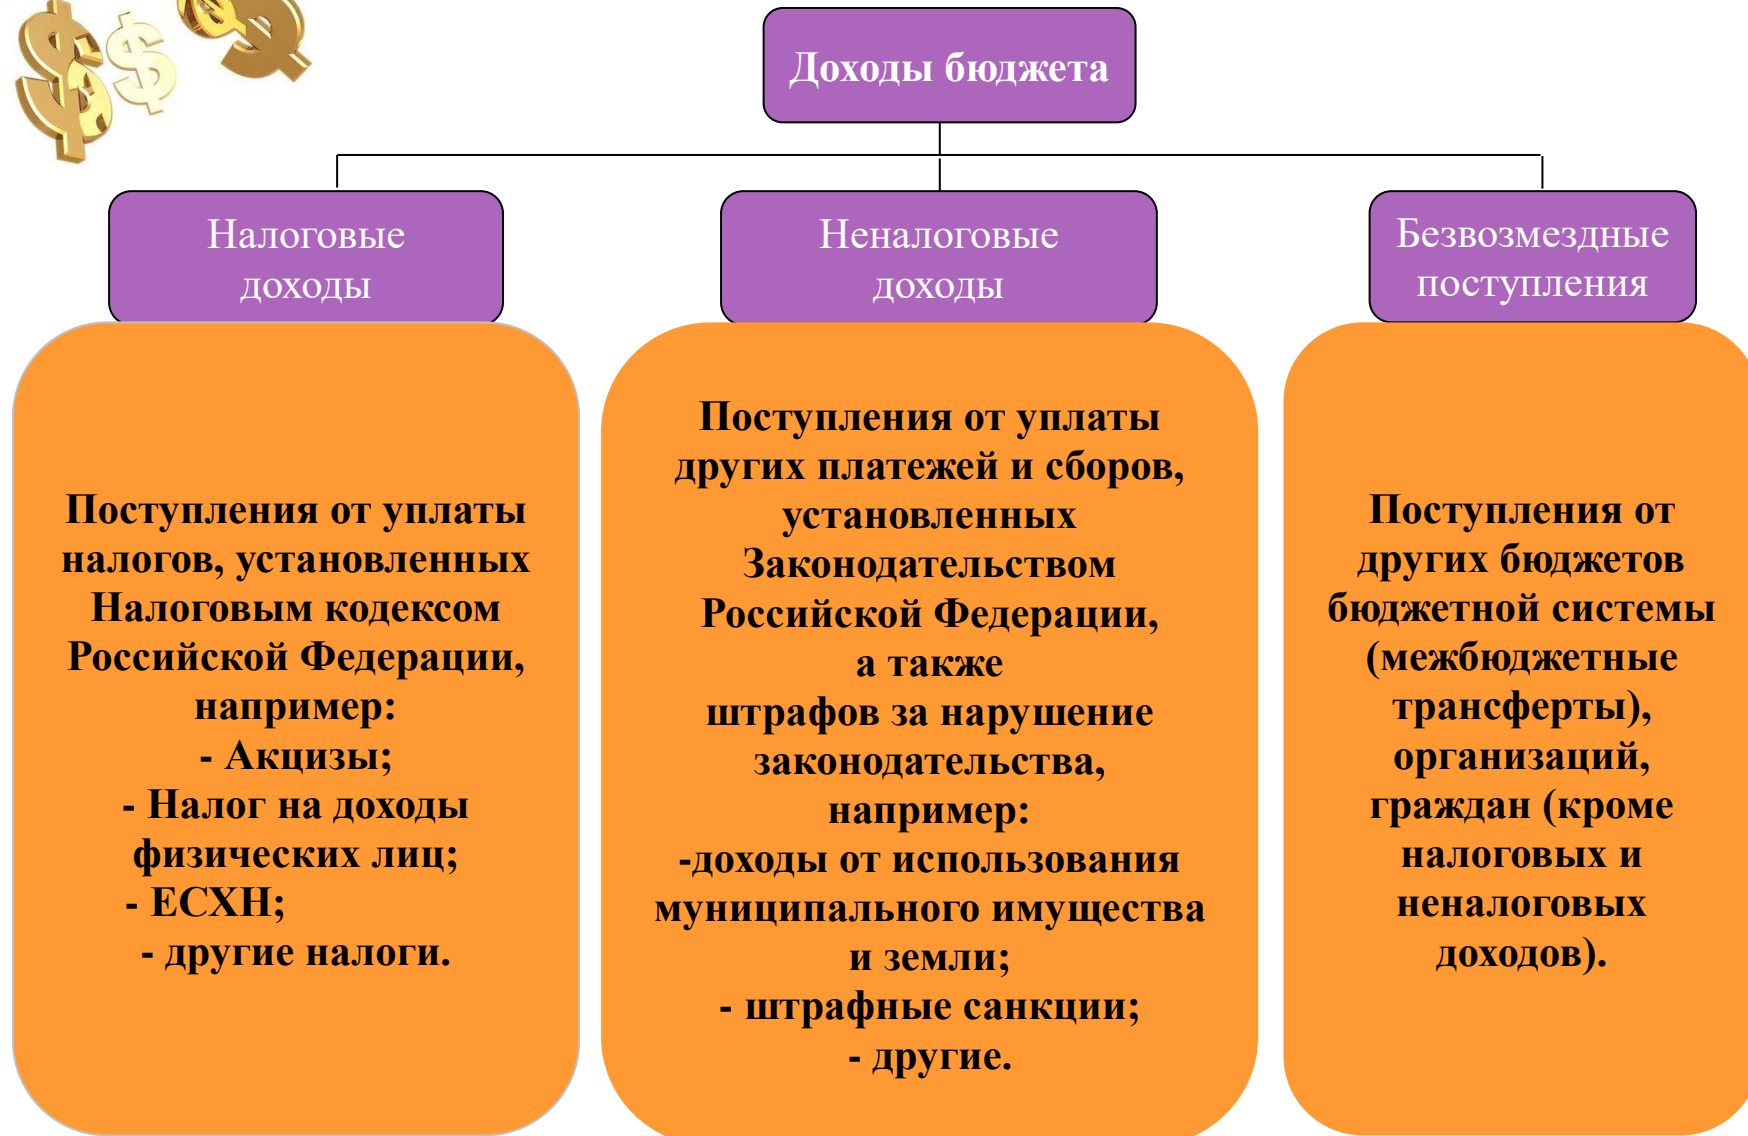 Доходы бюджета
Налоговые
доходы
Поступления от уплаты
налогов, установленных
Налоговым кодексом
Российской Федерации,
например:
- Акцизы;
- Налог на доходы
физических лиц;
- ЕСХН;
- другие налоги.
Неналоговые
доходы
Поступления от уплаты
других платежей и сборов,
установленных
Законодательством
Российской Федерации,
а также
штрафов за нарушение
законодательства,
например:
-доходы от использования
муниципального имущества
и земли;
- штрафные санкции;
- другие.
Безвозмездные
поступления
Поступления от
других бюджетов
бюджетной системы
(межбюджетные
трансферты),
организаций,
граждан (кроме
налоговых и
неналоговых
доходов).